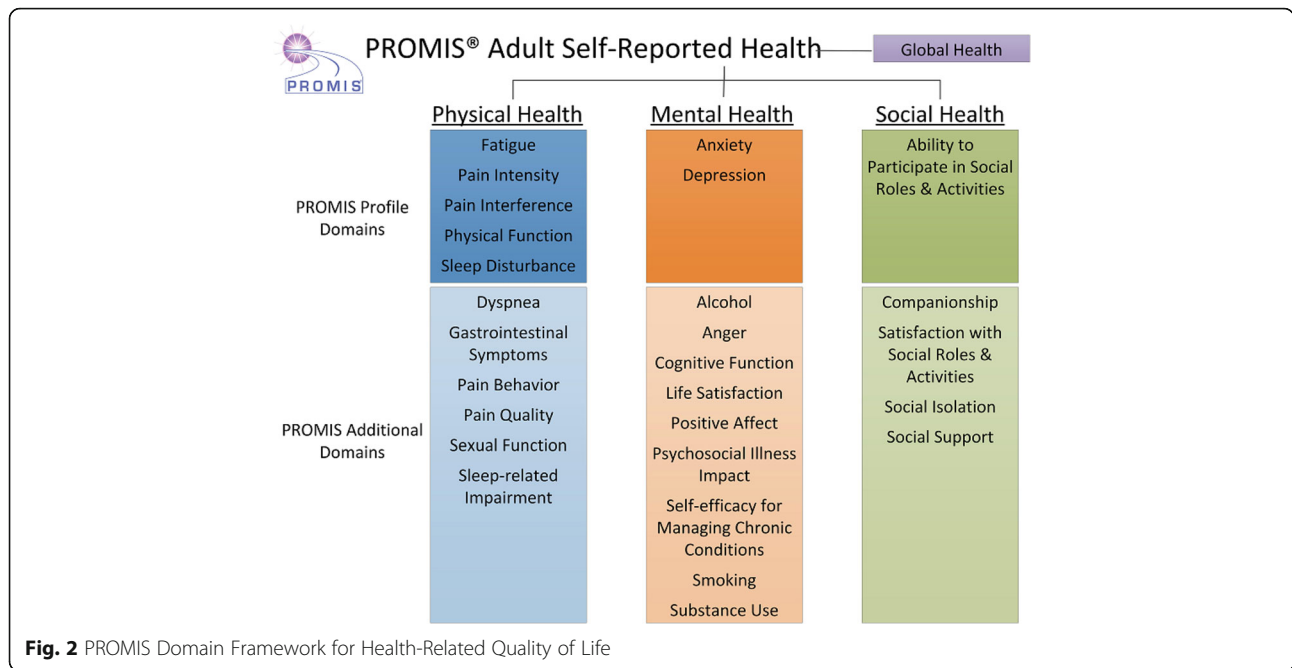 PROMIS® Adult Self-Reported Health
Global Health
PROMIS
Physical Health
Mental Health
Social Health
PROMIS Profile
Domains
Fatigue
Pain Intensity
Pain Interference
Physical Function
Sleep Disturbance
Anxiety
Depression
Ability to
Participate in Social
Roles & Activities
PROMIS Additional
Domains
Dyspnea
Gastrointestinal
Symptoms
Pain Behavior
Pain Quality
Sexual Function
Sleep-related
Impairment
Alcohol
Anger
Cognitive Function
Life Satisfaction
Positive Affect
Psychosocial Illness
Impact
Self-efficacy for
Managing Chronic
Conditions
Smoking
Substance Use
Companionship
Satisfaction with
Social Roles &
Activities
Social Isolation
Social Support
Fig. 2 PROMIS Domain Framework for Health-Related Quality of Life